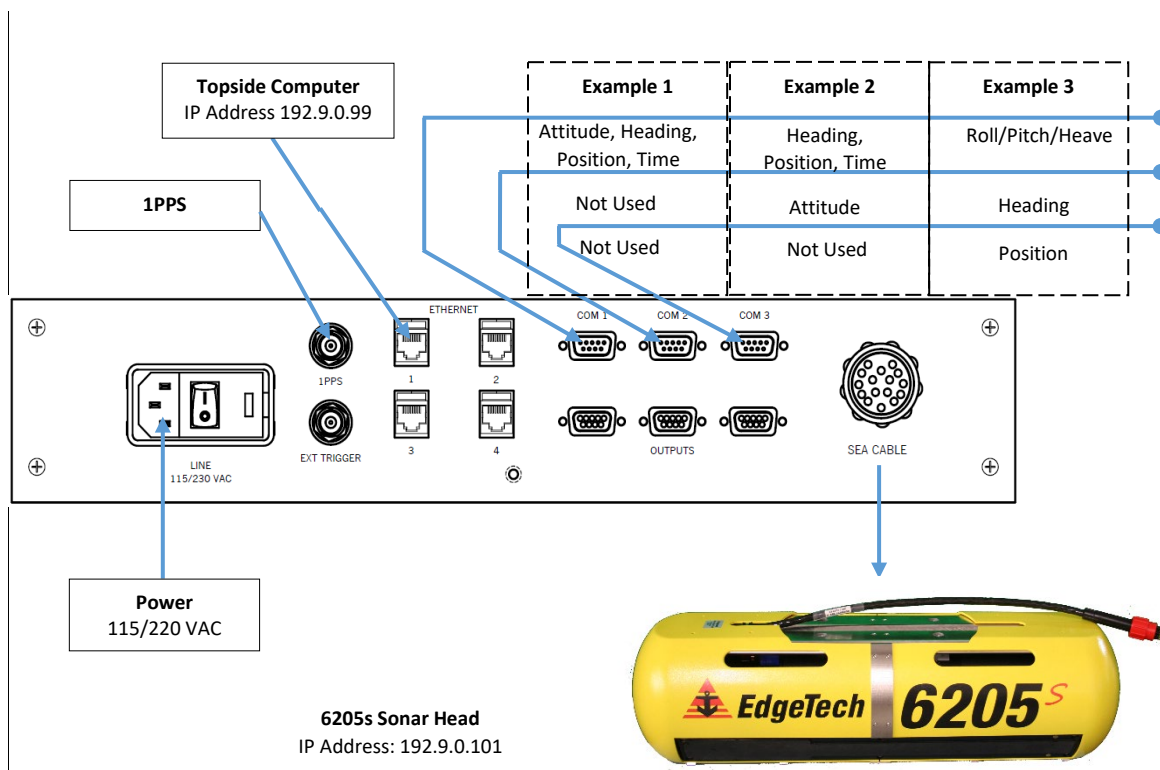 Topside Computer
IP Address 192.9.0.99
1PPS
Example 1
Example 2
Example 3
Attitude, Heading,
Position, Time
Heading,
Position, Time
Roll/Pitch/Heave
Not Used
Attitude
Heading
Not Used
Not Used
Position
ETHERNET
COM 1
COM 2
COM 3
1PPS
1
2
EXT TRIGGER
3
4
OUTPUTS
SEA CABLE
LINE
115/230 VAC
Power
115/220 VAC
EdgeTech
6205s
6205s Sonar Head
IP Address: 192.9.0.101